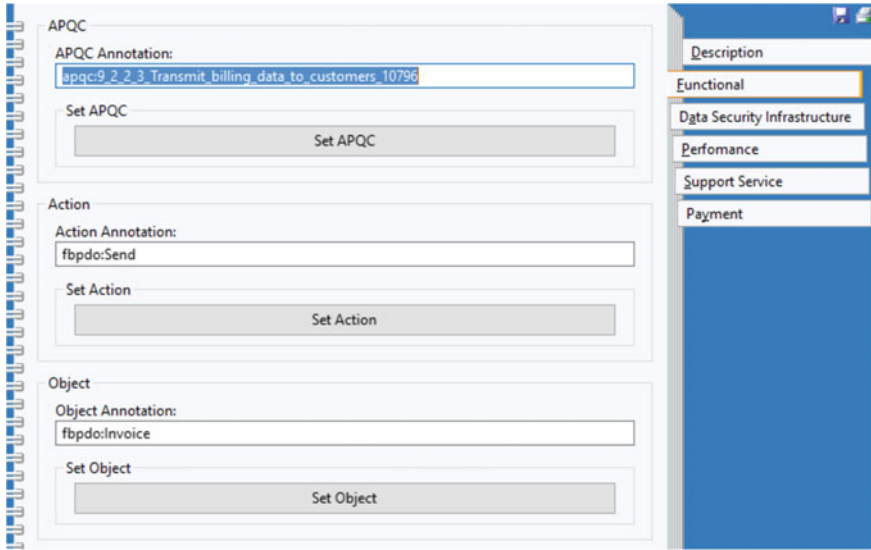 APQC
APQC Annotation:
apqc:9_2_2_3_Transmit_billing_data_to_customers_10796
Set APQC
Set APQC
Action
Action Annotation:
fbpdo:Send
Set Action
Set Action
Object
Object Annotation:
fbpdo:Invoice
Set Object
Set Object
Description
Functional
Data Security Infrastructure
Perfomance
Support Service
Payment